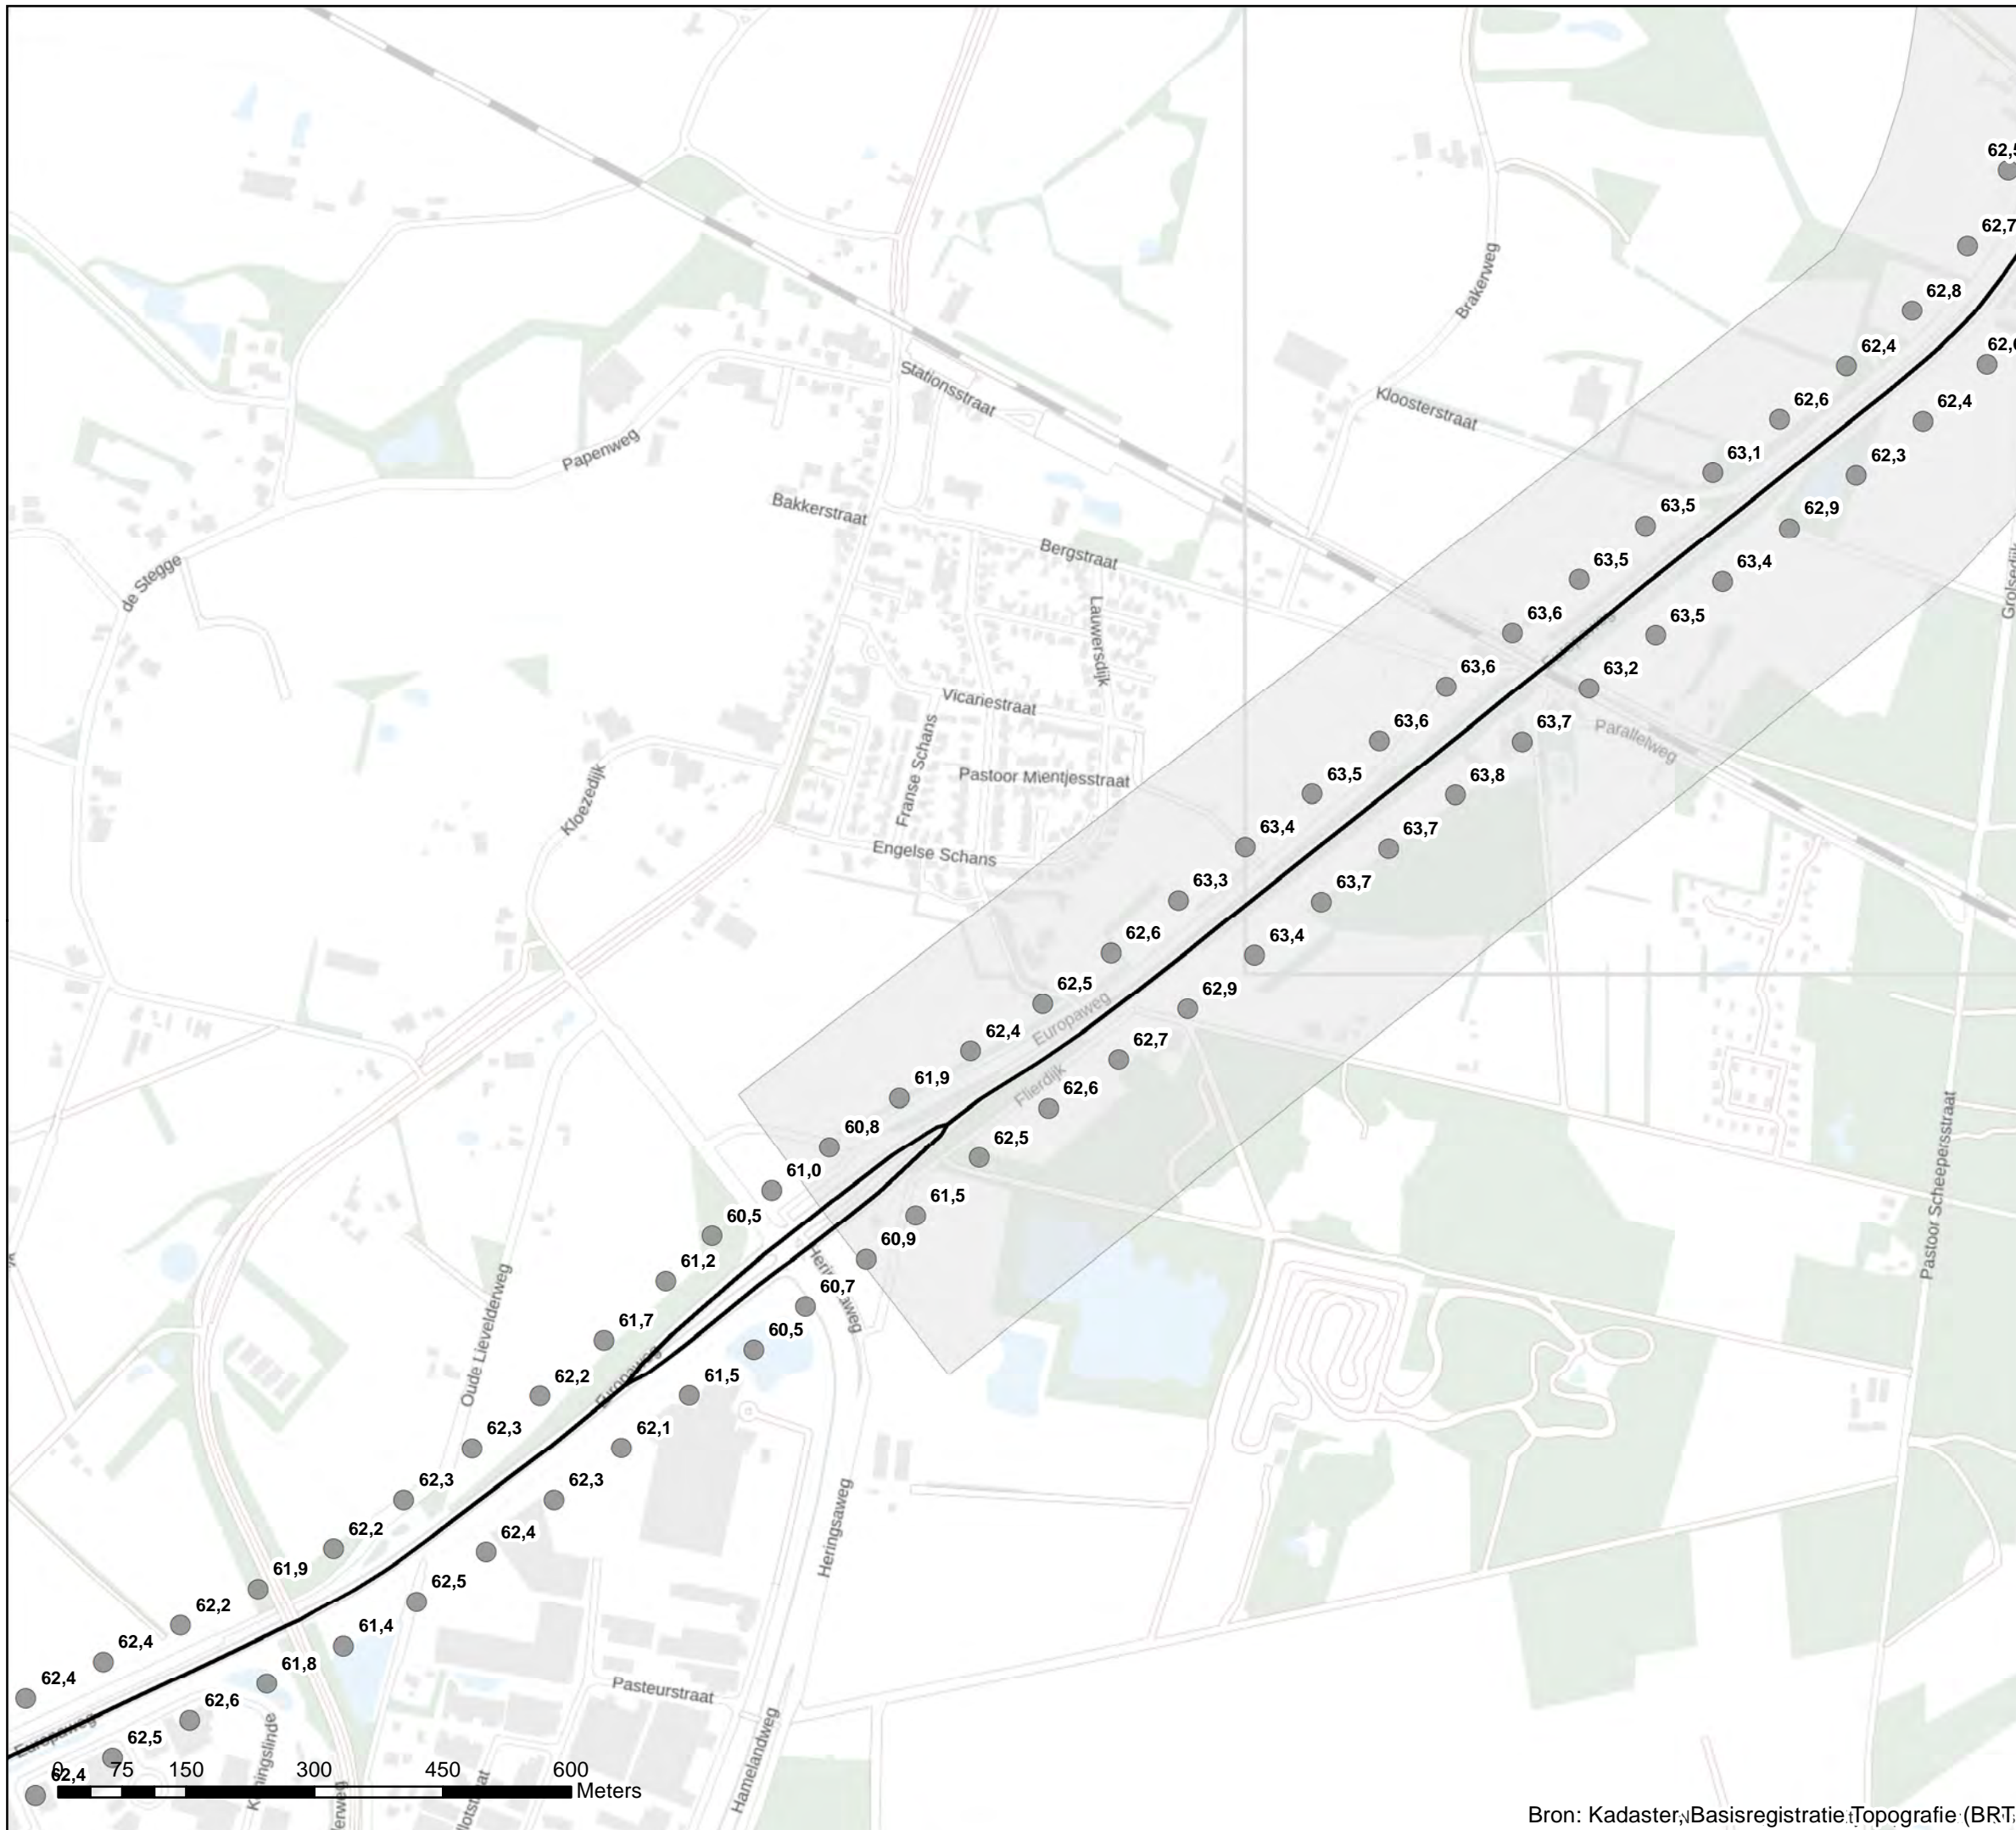 62,7
62,8
62,4
62,4
62,6
62,3
63,1
62,9
63,5
63,4
63,5
63,5
63,6
63,2
63,6
63,7
63,6
63,8
63,5
63,7
63,4
63,7
63,3
63,4
62,6
62,9
62,5
62,7
62,4
62,6
61,9
62,5
60,8
61,5
61,0
60,9
60,5
60,7
61,2
60,5
61,7
61,5
62,2
62,1
62,3
62,3
62,3
62,4
62,2
62,5
61,9
61,4
62,2
61,8
62,4
62,6
62,4
62,5
62,4
Brakerweg
Stationsstraat
Kloosterstraat
Papenweg
Bakkerstraat
Bergstraat
de Stegge
Lauwersdijk
Grolsedijk
Vicariestraat
Franse Schans
Parallelweg
Pastoor Mientjesstraat
Kloezedijk
Engelse Schans
Europaweg
Flierdijk
Pastoor Scheepersstraat
Oude Lievelderweg
Europaweg
Heringsaweg
Pasteurstraat
Hamelandweg
Europaweg
0 75 150 300 450 600
Meters
Bron: Kadaster, Basisregistratie Topografie (BRT